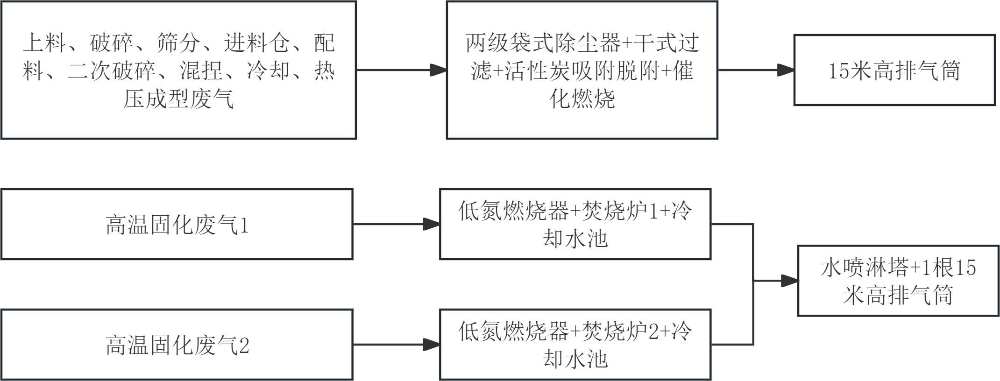 上料、破碎、筛分、进料仓、配
料、二次破碎、混捏、冷却、热
压成型废气
两级袋式除尘器+干式过
滤+活性炭吸附脱附+催
化燃烧
15米高排气筒
高温固化废气1
低氮燃烧器+焚烧炉1+冷
却水池
高温固化废气2
低氮燃烧器+焚烧炉2+冷
却水池
水喷淋塔+1根15
米高排气筒